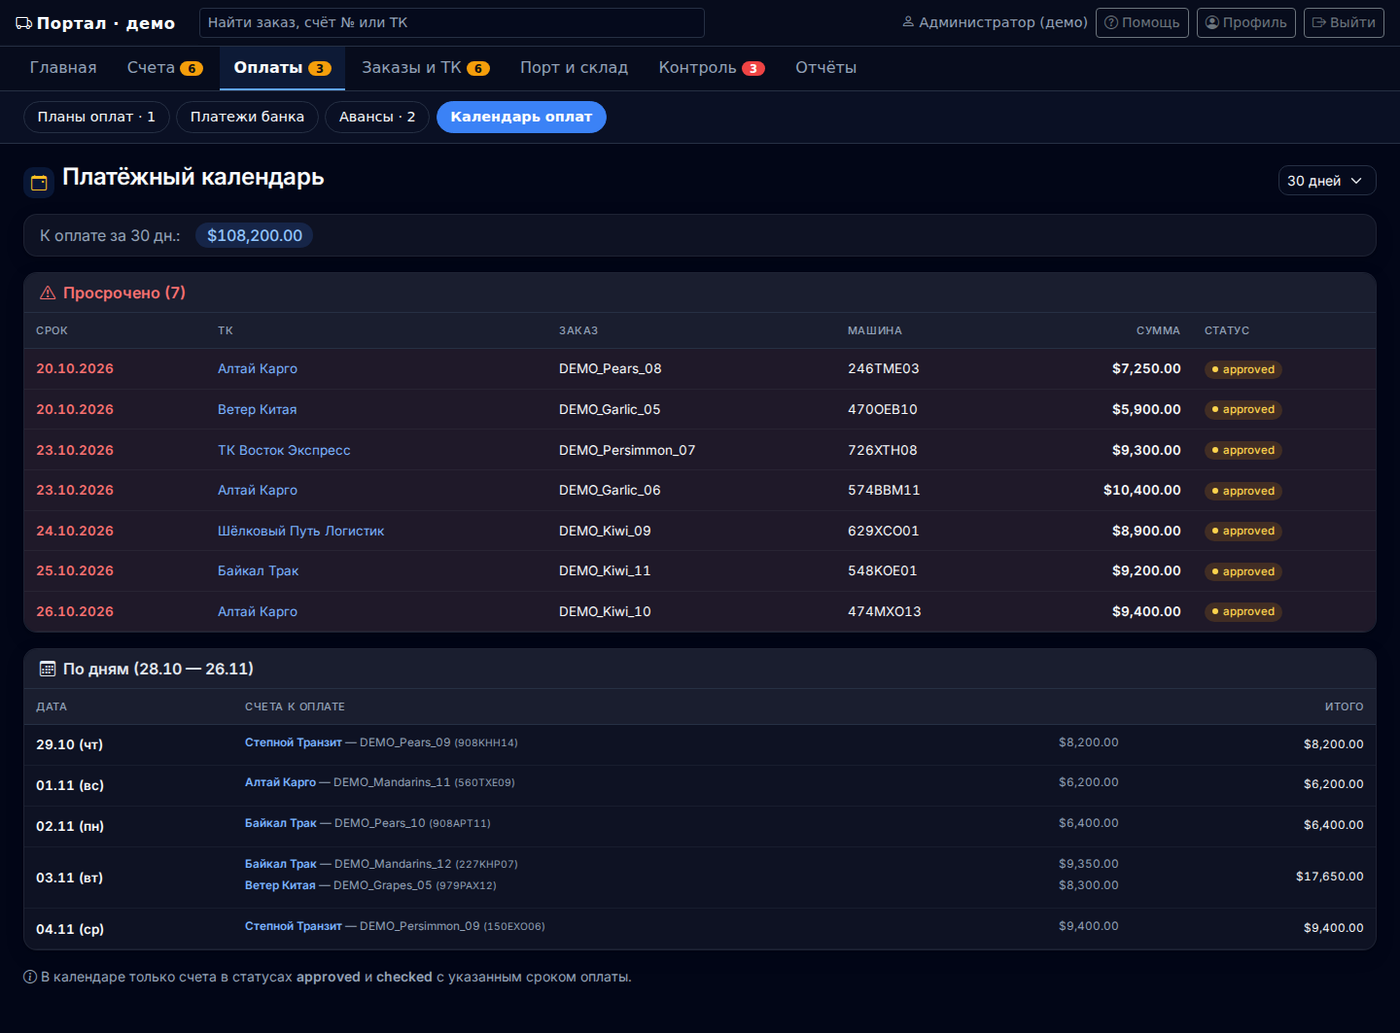 Портал · демо
Найти заказ, счёт № или ТК
Администратор (демо)
Помощь
Профиль
Выйти
Главная
Счета 6
Оплаты 3
Заказы и ТК 6
Порт и склад
Контроль 3
Отчёты
Планы оплат · 1
Платежи банка
Авансы · 2
Календарь оплат
Платёжный календарь
30 дней
К оплате за 30 дн.: $108,200.00
Просрочено (7)
СРОК ТК ЗАКАЗ МАШИНА СУММА СТАТУС
20.10.2026 Алтай Карго DEMO_Pears_08 246TME03 $7,250.00 approved
20.10.2026 Ветер Китая DEMO_Garlic_05 470OEB10 $5,900.00 approved
23.10.2026 ТК Восток Экспресс DEMO_Persimmon_07 726XTH08 $9,300.00 approved
23.10.2026 Алтай Карго DEMO_Garlic_06 574BBM11 $10,400.00 approved
24.10.2026 Шёлковый Путь Логистик DEMO_Kiwi_09 629XCO01 $8,900.00 approved
25.10.2026 Байкал Трак DEMO_Kiwi_11 548KOE01 $9,200.00 approved
26.10.2026 Алтай Карго DEMO_Kiwi_10 474MXO13 $9,400.00 approved
По дням (28.10 — 26.11)
ДАТА СЧЕТА К ОПЛАТЕ ИТОГО
29.10 (чт) Степной Транзит — DEMO_Pears_09 (908KHH14) $8,200.00 $8,200.00
01.11 (вс) Алтай Карго — DEMO_Mandarins_11 (560TXE09) $6,200.00 $6,200.00
02.11 (пн) Байкал Трак — DEMO_Pears_10 (908APT11) $6,400.00 $6,400.00
03.11 (вт) Байкал Трак — DEMO_Mandarins_12 (227KHP07) $9,350.00 $17,650.00
Ветер Китая — DEMO_Grapes_05 (979PAX12) $8,300.00
04.11 (ср) Степной Транзит — DEMO_Persimmon_09 (150EXO06) $9,400.00 $9,400.00
В календаре только счета в статусах approved и checked с указанным сроком оплаты.